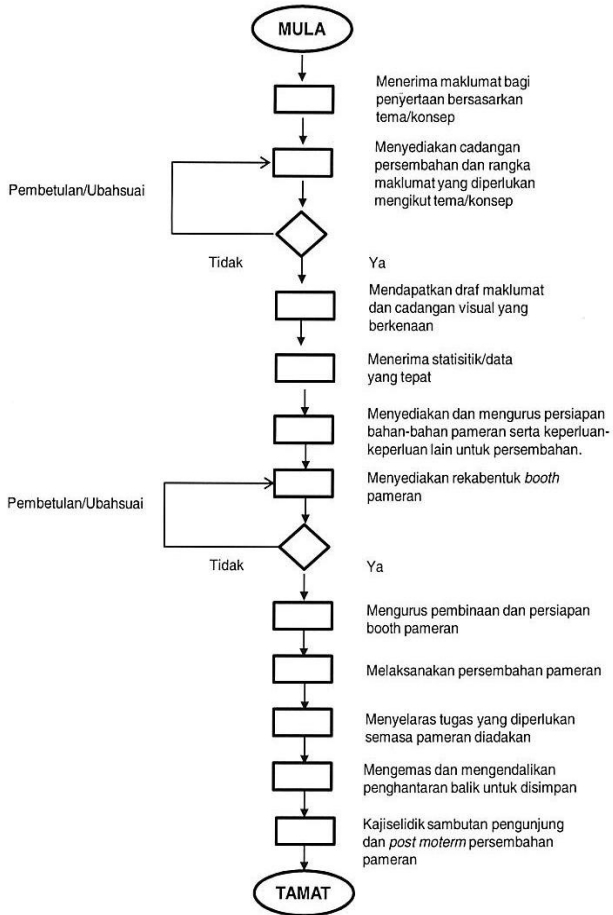 MULA
Menerima maklumat bagi
penyertaan bersasarkan
tema/konsep
Menyediakan cadangan
persembahan dan rangka
maklumat yang diperlukan
mengikut tema/konsep
Pembetulan/Ubahsuai
Tidak
Ya
Mendapatkan draf maklumat
dan cadangan visual yang
berkenaan
Menerima statisitik/data
yang tepat
Menyediakan dan mengurus persiapan
bahan-bahan pameran serta keperluan-
keperluan lain untuk persembahan.
Menyediakan rekabentuk booth
pameran
Pembetulan/Ubahsuai
Tidak
Ya
Mengurus pembinaan dan persiapan
booth pameran
Melaksanakan persembahan pameran
Menyelaras tugas yang diperlukan
semasa pameran diadakan
Mengemas dan mengendalikan
penghantaran balik untuk disimpan
Kajiselidik sambutan pengunjung
dan post moterm persembahan
pameran
TAMAT